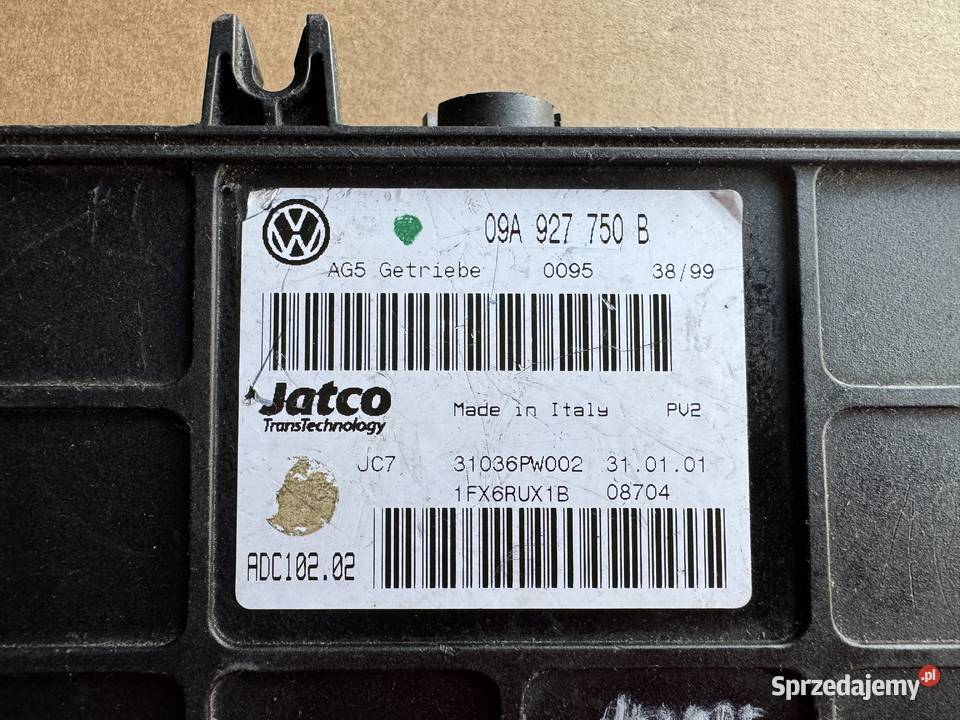 09A 927 750 B
AG5 Getriebe 0095 38/99
Jatco
TransTechnology
Made in Italy PV2
JC7 31036PW002 31.01.01
1FX6RUX1B 08704
ADC102.02
Sprzedajemy.pl